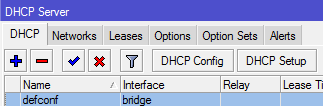 DHCP Server
DHCP Networks Leases Options Option Sets Alerts
DHCP Config DHCP Setup
Name Interface Relay Lease Ti
defconf bridge